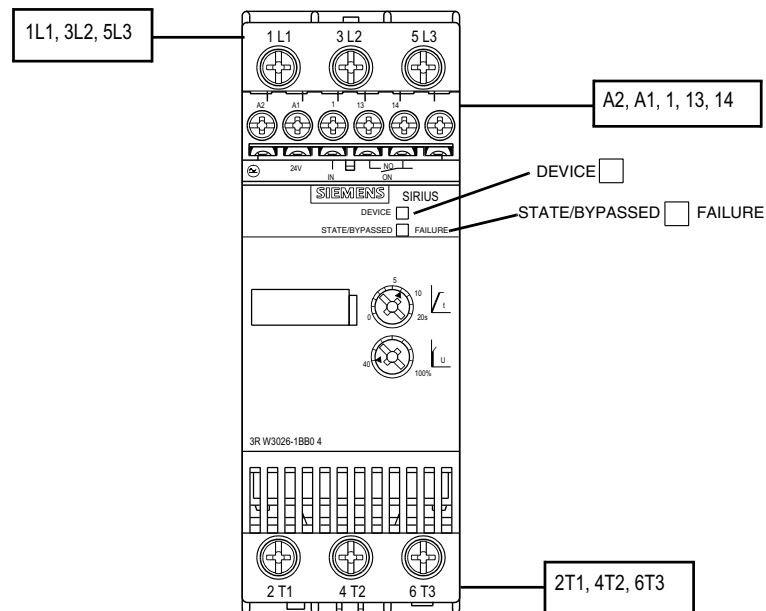 1L1, 3L2, 5L3
1 L1 3 L2 5 L3
A2 A1 1 13 14
A2, A1, 1, 13, 14
24V NO
IN ON
DEVICE
SIEMENS SIRIUS
DEVICE
STATE/BYPASSED FAILURE
STATE/BYPASSED FAILURE
5
10
t
0 20s
U
40
100%
3R W3026-1BB0 4
2T1, 4T2, 6T3
2 T1 4 T2 6 T3